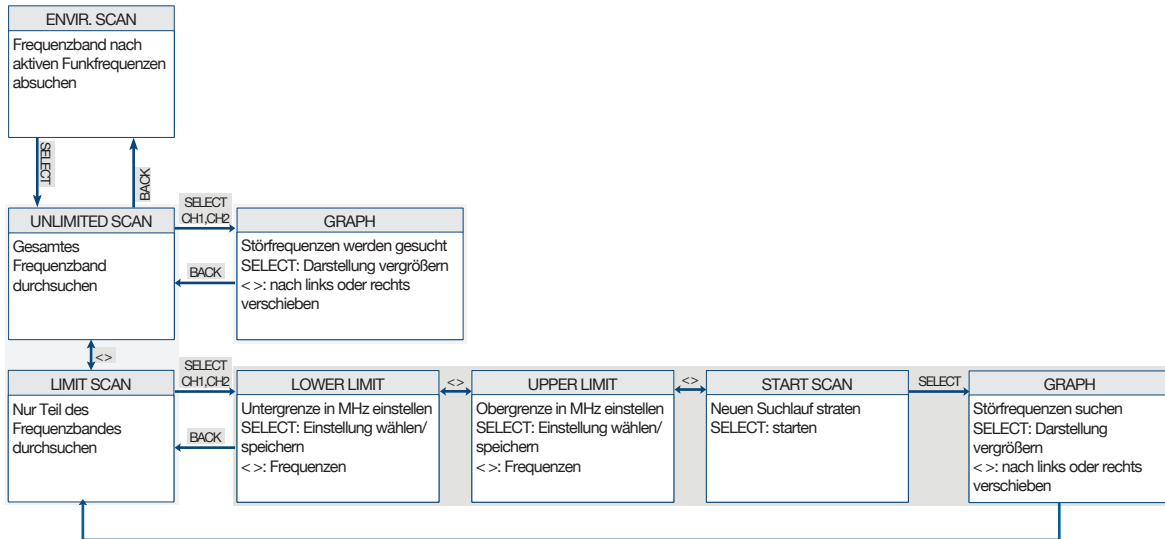 ENVIR. SCAN
Frequenzband nach
aktiven Funkfrequenzen
absuchen
SELECT
BACK
UNLIMITED SCAN
Gesamtes
Frequenzband
durchsuchen
SELECT
CH1,CH2
BACK
GRAPH
Störfrequenzen werden gesucht
SELECT: Darstellung vergrößern
< >: nach links oder rechts
verschieben
< >
LIMIT SCAN
Nur Teil des
Frequenzbandes
durchsuchen
SELECT
CH1,CH2
BACK
LOWER LIMIT
Untergrenze in MHz einstellen
SELECT: Einstellung wählen/
speichern
< >: Frequenzen
< >
UPPER LIMIT
Obergrenze in MHz einstellen
SELECT: Einstellung wählen/
speichern
< >: Frequenzen
< >
START SCAN
Neuen Suchlauf straten
SELECT: starten
SELECT
GRAPH
Störfrequenzen suchen
SELECT: Darstellung
vergrößern
< >: nach links oder rechts
verschieben